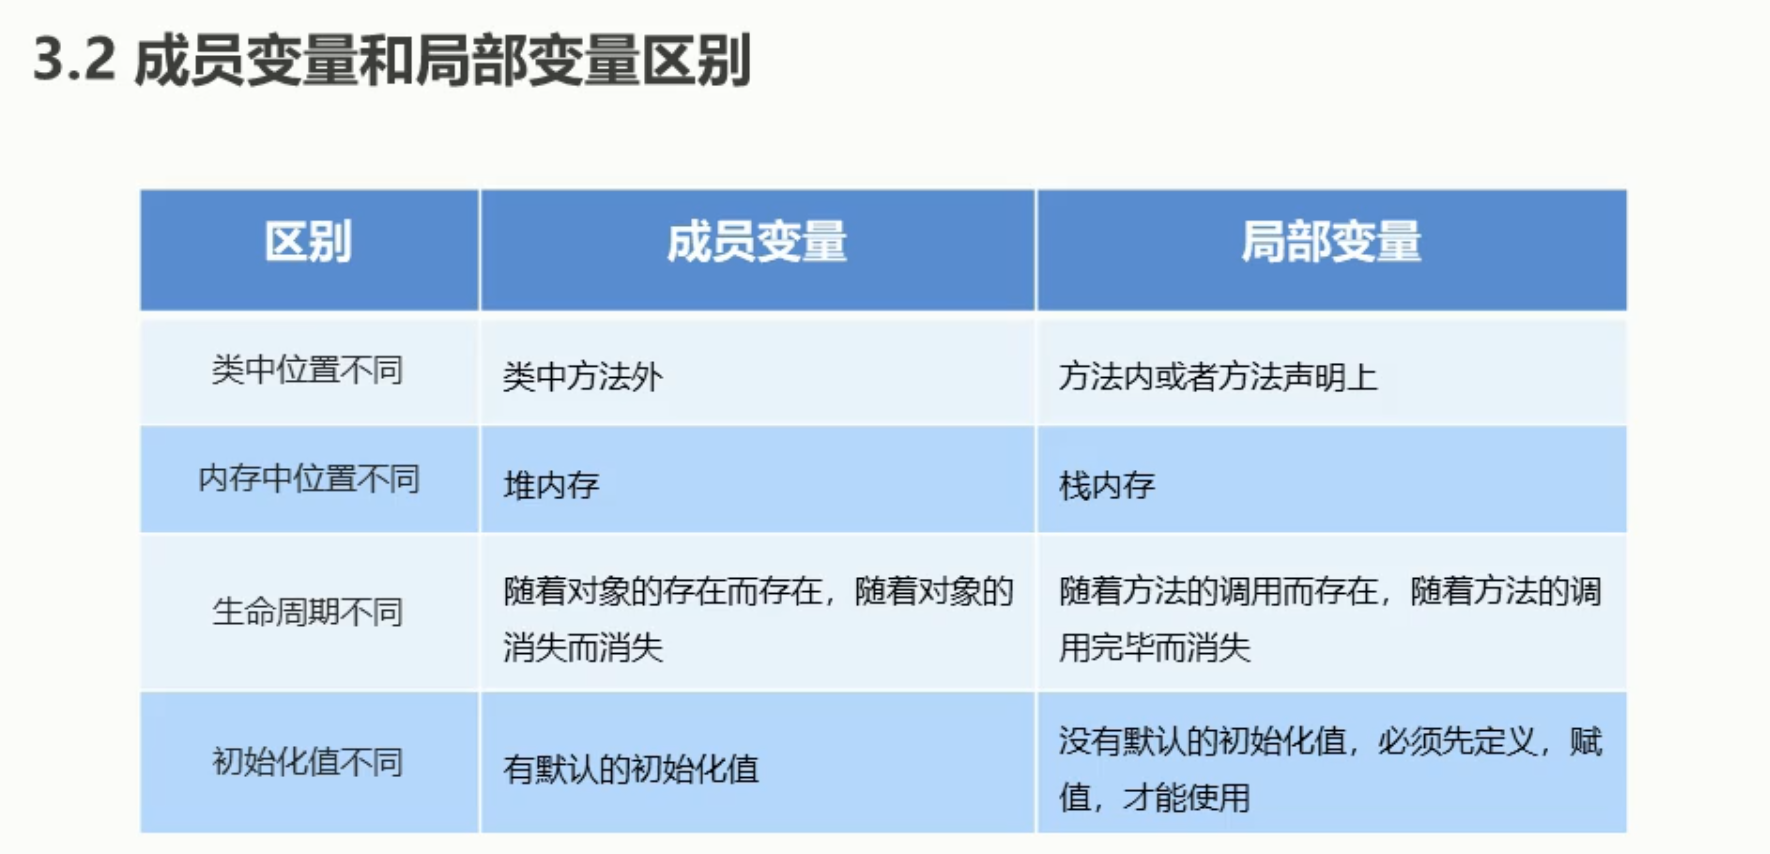 3.2 成员变量和局部变量区别
区别 成员变量 局部变量
类中位置不同 类中方法外 方法内或者方法声明上
内存中位置不同 堆内存 栈内存
生命周期不同
随着对象的存在而存在，随着对象的
消失而消失
随着方法的调用而存在，随着方法的调
用完毕而消失
初始化值不同
有默认的初始化值
没有默认的初始化值，必须先定义，赋
值，才能使用